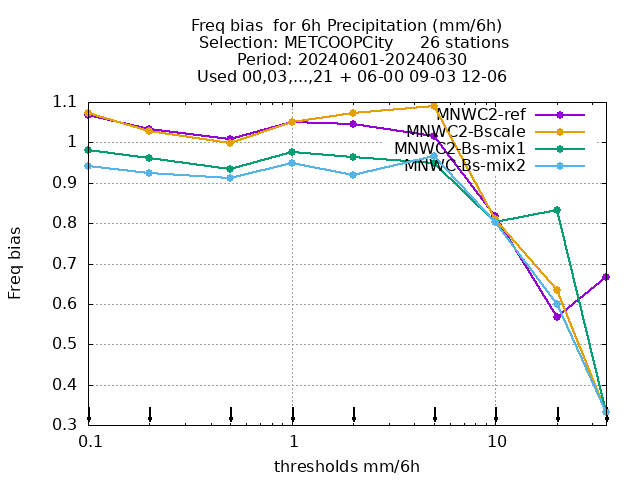 Freq bias  for 6h Precipitation (mm/6h)
Selection: METCOOPCity     26 stations
Period: 20240601-20240630
Used 00,03,...,21 + 06-00 09-03 12-06
MNWC2-ref
MNWC2-Bscale
MNWC2-Bs-mix1
MNWC-Bs-mix2
1.1
1
0.9
0.8
0.7
0.6
0.5
0.4
0.3
Freq bias
0.1 1 10
thresholds mm/6h